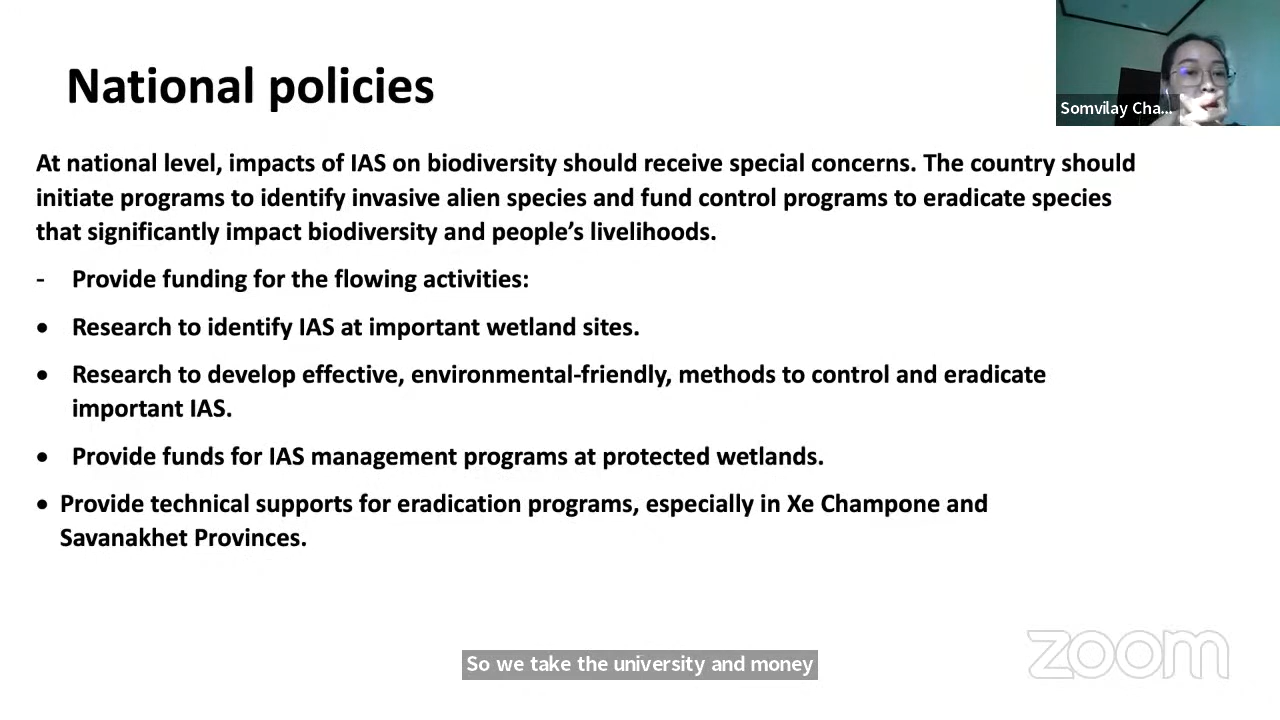 National policies
Somvilay Cha...
At national level, impacts of IAS on biodiversity should receive special concerns. The country should
initiate programs to identify invasive alien species and fund control programs to eradicate species
that significantly impact biodiversity and people’s livelihoods.
- Provide funding for the flowing activities:
• Research to identify IAS at important wetland sites.
• Research to develop effective, environmental-friendly, methods to control and eradicate
important IAS.
• Provide funds for IAS management programs at protected wetlands.
• Provide technical supports for eradication programs, especially in Xe Champone and
Savanakhet Provinces.
So we take the university and money
zoom